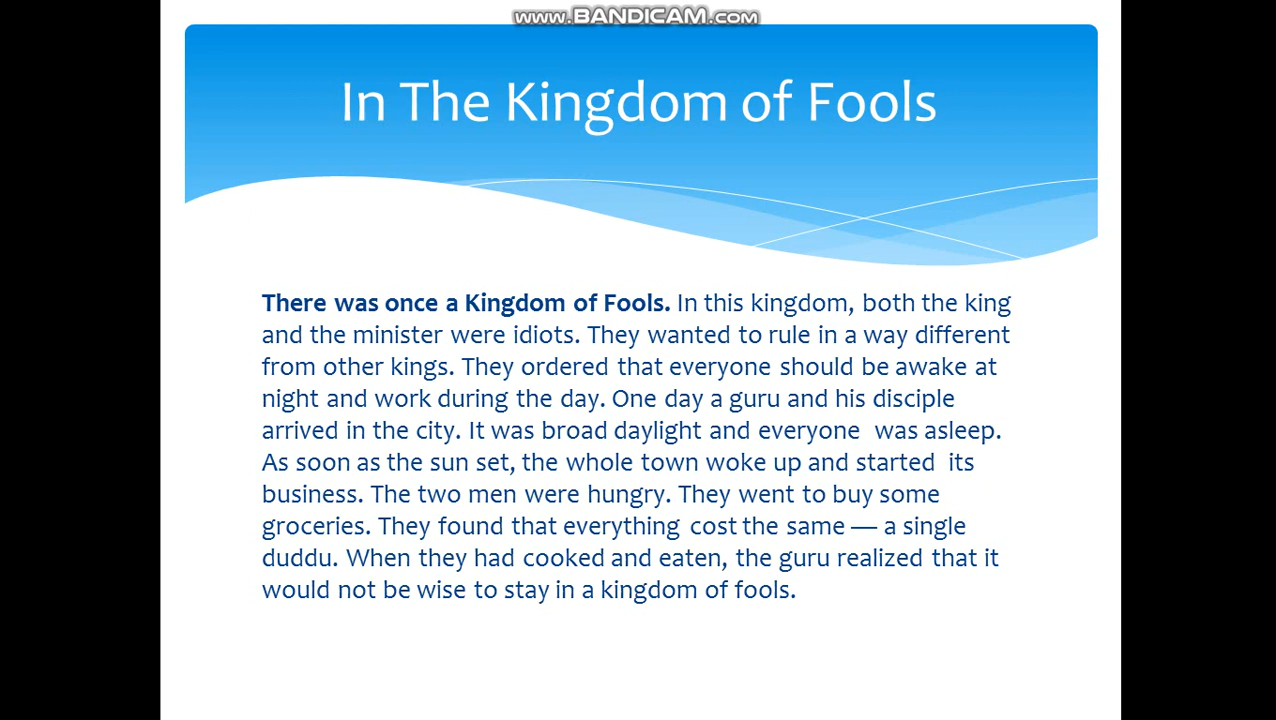 www.BANDICAM.com
In The Kingdom of Fools
There was once a Kingdom of Fools. In this kingdom, both the king
and the minister were idiots. They wanted to rule in a way different
from other kings. They ordered that everyone should be awake at
night and work during the day. One day a guru and his disciple
arrived in the city. It was broad daylight and everyone was asleep.
As soon as the sun set, the whole town woke up and started its
business. The two men were hungry. They went to buy some
groceries. They found that everything cost the same — a single
duddu. When they had cooked and eaten, the guru realized that it
would not be wise to stay in a kingdom of fools.